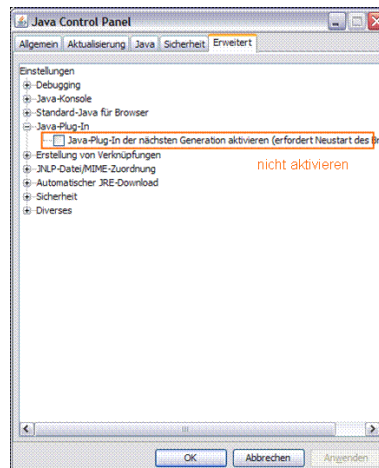 Java Control Panel
Allgemein Aktualisierung Java Sicherheit Erweitert
Einstellungen
Debugging
Java-Konsole
Standard-Java für Browser
Java-Plug-In
Java-Plug-In der nächsten Generation aktivieren (erfordert Neustart des Br
Erstellung von Verknüpfungen
JNLP-Datei/MIME-Zuordnung
Automatischer JRE-Download
Sicherheit
Diverses
nicht aktivieren
OK Abbrechen Anwenden